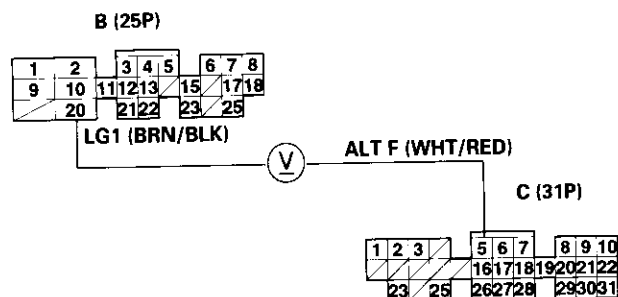 B (25P)
1 2 3 4 5 6 7 8
9 10 11 12 13 15 17 18
20 21 22 23 25
LG1 (BRN/BLK)
V
ALT F (WHT/RED)
C (31P)
1 2 3 5 6 7 8 9 10
16 17 18 19 20 21 22
23 25 26 27 28 29 30 31